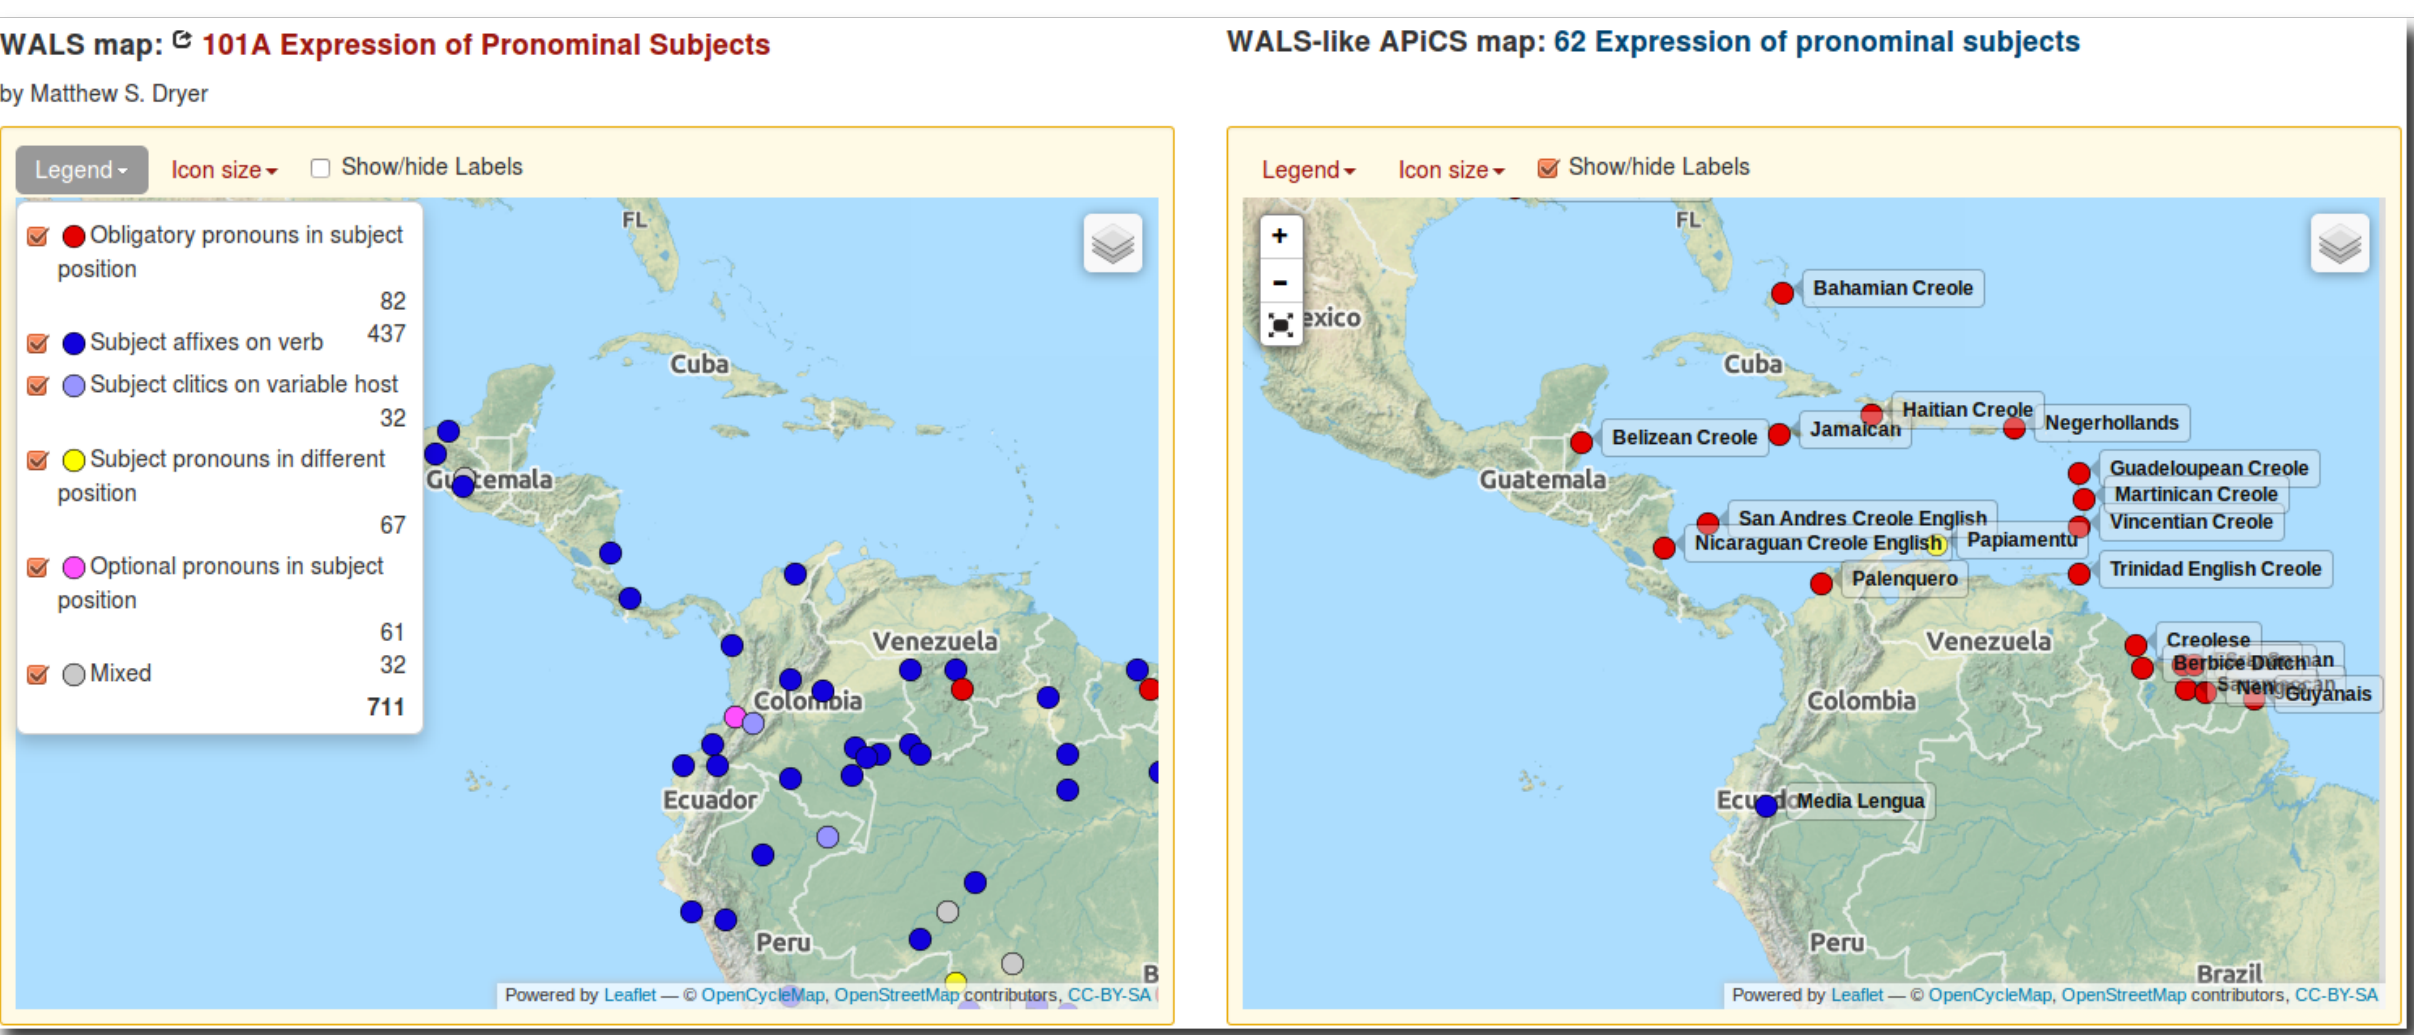 WALS map: 101A Expression of Pronominal Subjects
by Matthew S. Dryer
Legend
Icon size
Show/hide Labels
Obligatory pronouns in subject
position
82
Subject affixes on verb 437
Subject clitics on variable host
32
Subject pronouns in different
position
67
Optional pronouns in subject
position
61
Mixed 32
711
FL
Cuba
Guatemala
Venezuela
Colombia
Ecuador
Peru
B
Powered by Leaflet — © OpenCycleMap, OpenStreetMap contributors, CC-BY-SA
WALS-like APiCS map: 62 Expression of pronominal subjects
Legend
Icon size
Show/hide Labels
+
-
FL
Bahamian Creole
exico
Cuba
Haitian Creole
Negerhollands
Jamaican
Belizean Creole
Guatemala
Guadeloupean Creole
Martinican Creole
Vincentian Creole
San Andres Creole English
Nicaraguan Creole English
Papiamentu
Trinidad English Creole
Palenquero
Venezuela
Creolese
Berbice Dutch
Guyanais
Colombia
Ecuado
Media Lengua
Peru
Brazil
Powered by Leaflet — © OpenCycleMap, OpenStreetMap contributors, CC-BY-SA